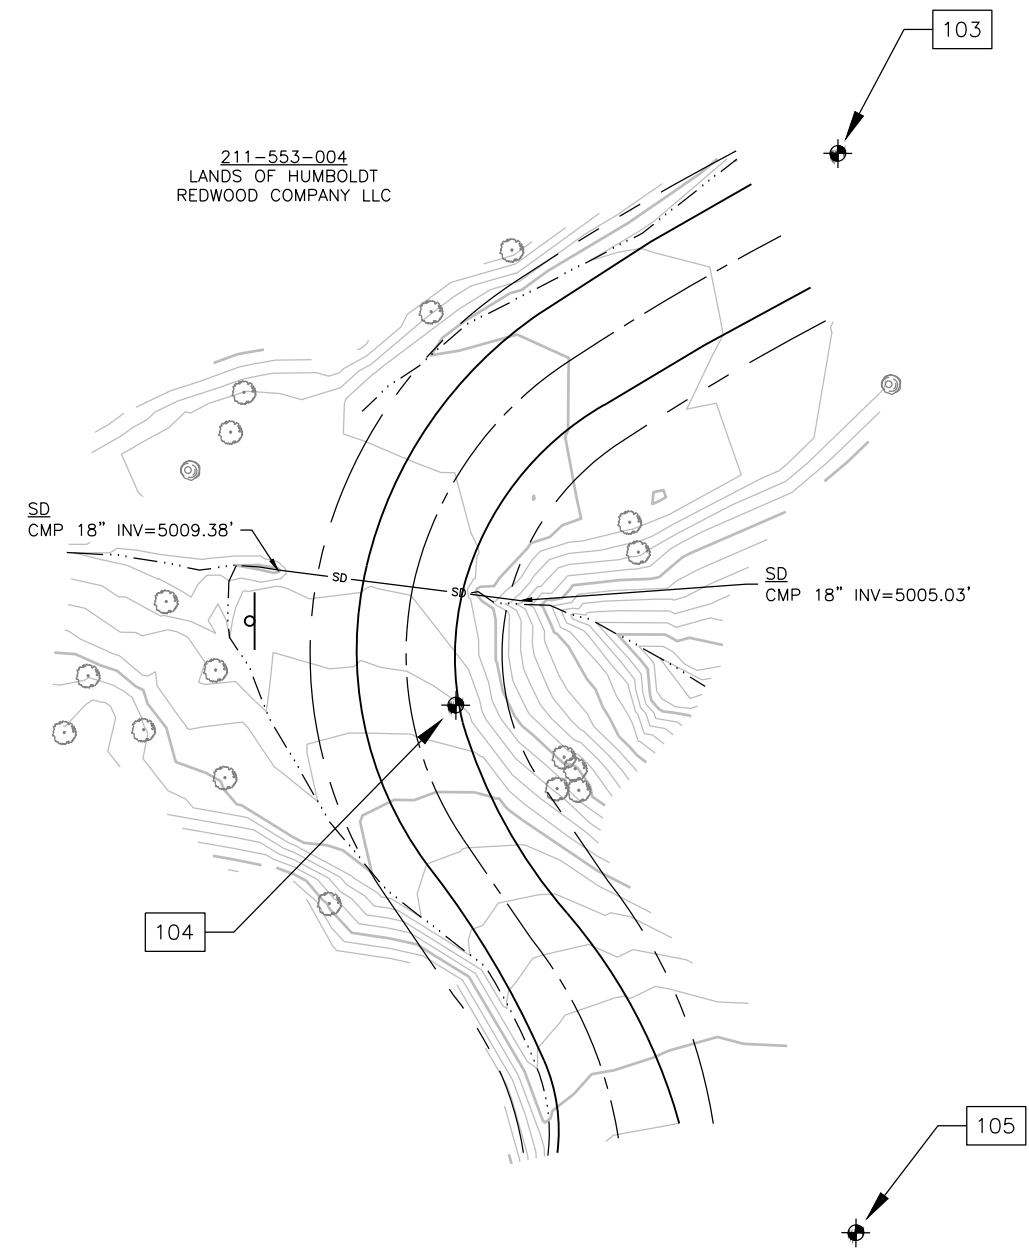 103
211-553-004
LANDS OF HUMBOLDT
REDWOOD COMPANY LLC
SD
CMP 18" INV=5009.38'
SD
SD
SD
CMP 18" INV=5005.03'
104
105